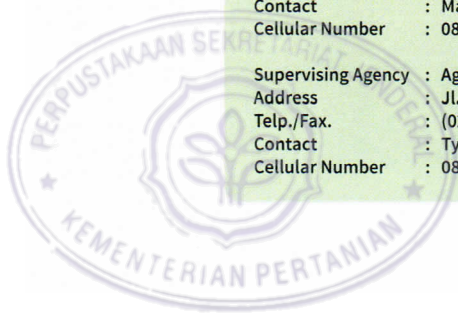 Contact : Ma
Cellular Number : 08
Supervising Agency : Ag
Address : Jl.
Telp./Fax. : (02
Contact : Ty
Cellular Number : 08
PERPUSTAKAAN SEKRETARIAT JENDERAL
KEMENTERIAN PERTANIAN